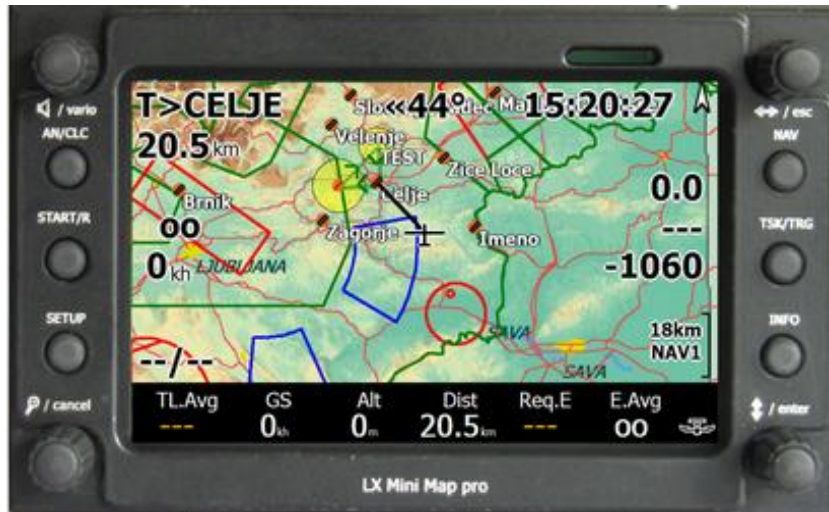 / vario
/ esc
AN/CLC
NAV
START/R
TSK/TRG
SETUP
INFO
/ cancel
/ enter
T>CELJE
«44°
Ma
15:20:27
20.5km
Velenje
TEST
Zice Loce
Celje
Brnik
0.0
oo
Zagorje
Imeno
---
0kh
LJUBLJANA
-1060
SAVA
18km
NAV1
--/--
SAVA
TL.Avg GS Alt Dist Req.E E.Avg
--- 0kh 0m 20.5km --- oo
LX Mini Map pro